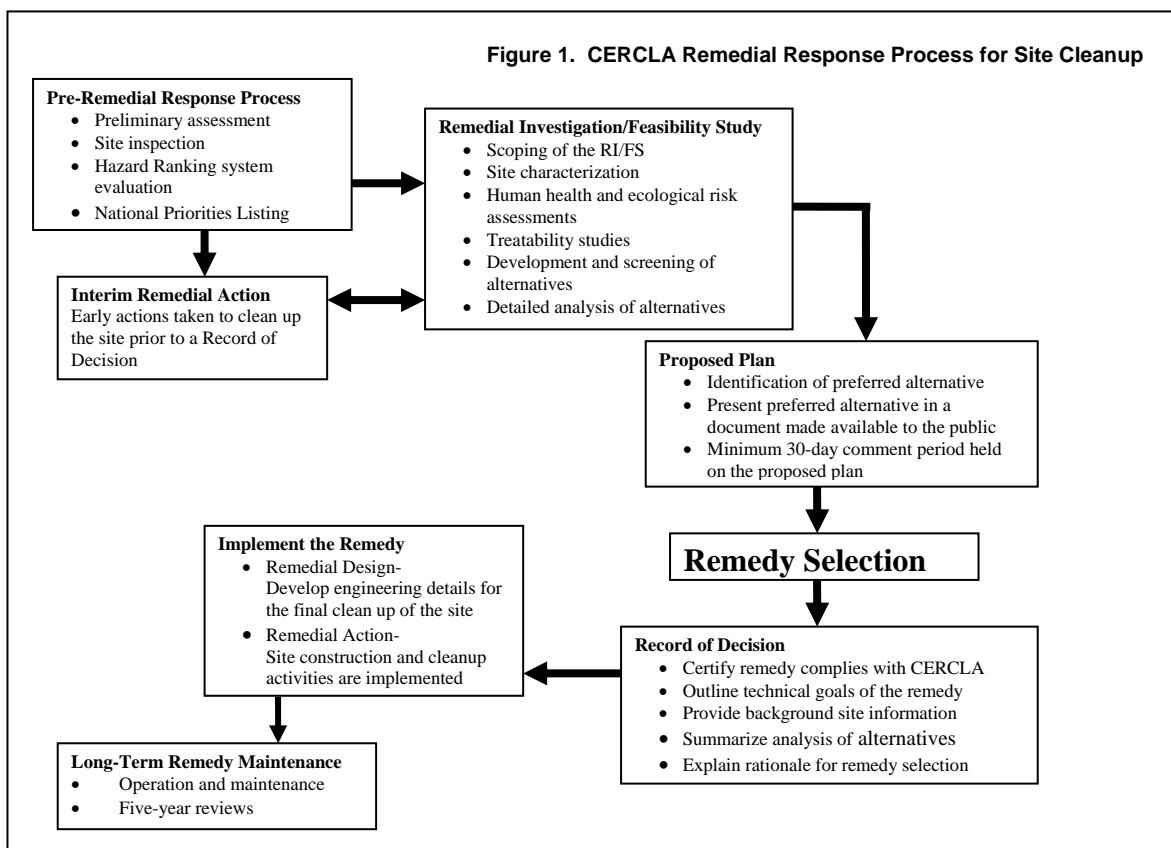 Figure 1. CERCLA Remedial Response Process for Site Cleanup
Pre-Remedial Response Process
• Preliminary assessment
• Site inspection
• Hazard Ranking system
evaluation
• National Priorities Listing
Remedial Investigation/Feasibility Study
• Scoping of the RI/FS
• Site characterization
• Human health and ecological risk
assessments
• Treatability studies
• Development and screening of
alternatives
• Detailed analysis of alternatives
Interim Remedial Action
Early actions taken to clean up
the site prior to a Record of
Decision
Proposed Plan
• Identification of preferred alternative
• Present preferred alternative in a
document made available to the public
• Minimum 30-day comment period held
on the proposed plan
Remedy Selection
Record of Decision
• Certify remedy complies with CERCLA
• Outline technical goals of the remedy
• Provide background site information
• Summarize analysis of alternatives
• Explain rationale for remedy selection
Implement the Remedy
• Remedial Design-
Develop engineering details for
the final clean up of the site
• Remedial Action-
Site construction and cleanup
activities are implemented
Long-Term Remedy Maintenance
• Operation and maintenance
• Five-year reviews